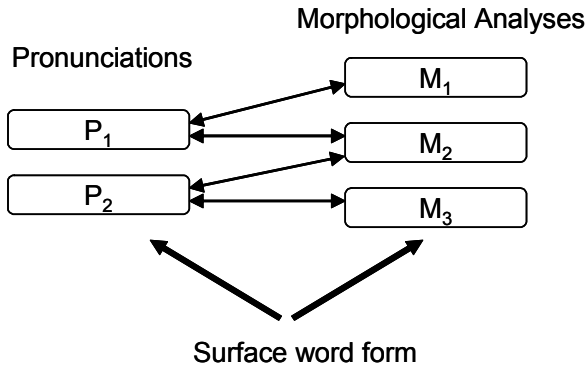 Morphological Analyses
Pronunciations
M₁
P₁
M₂
P₂
M₃
Surface word form